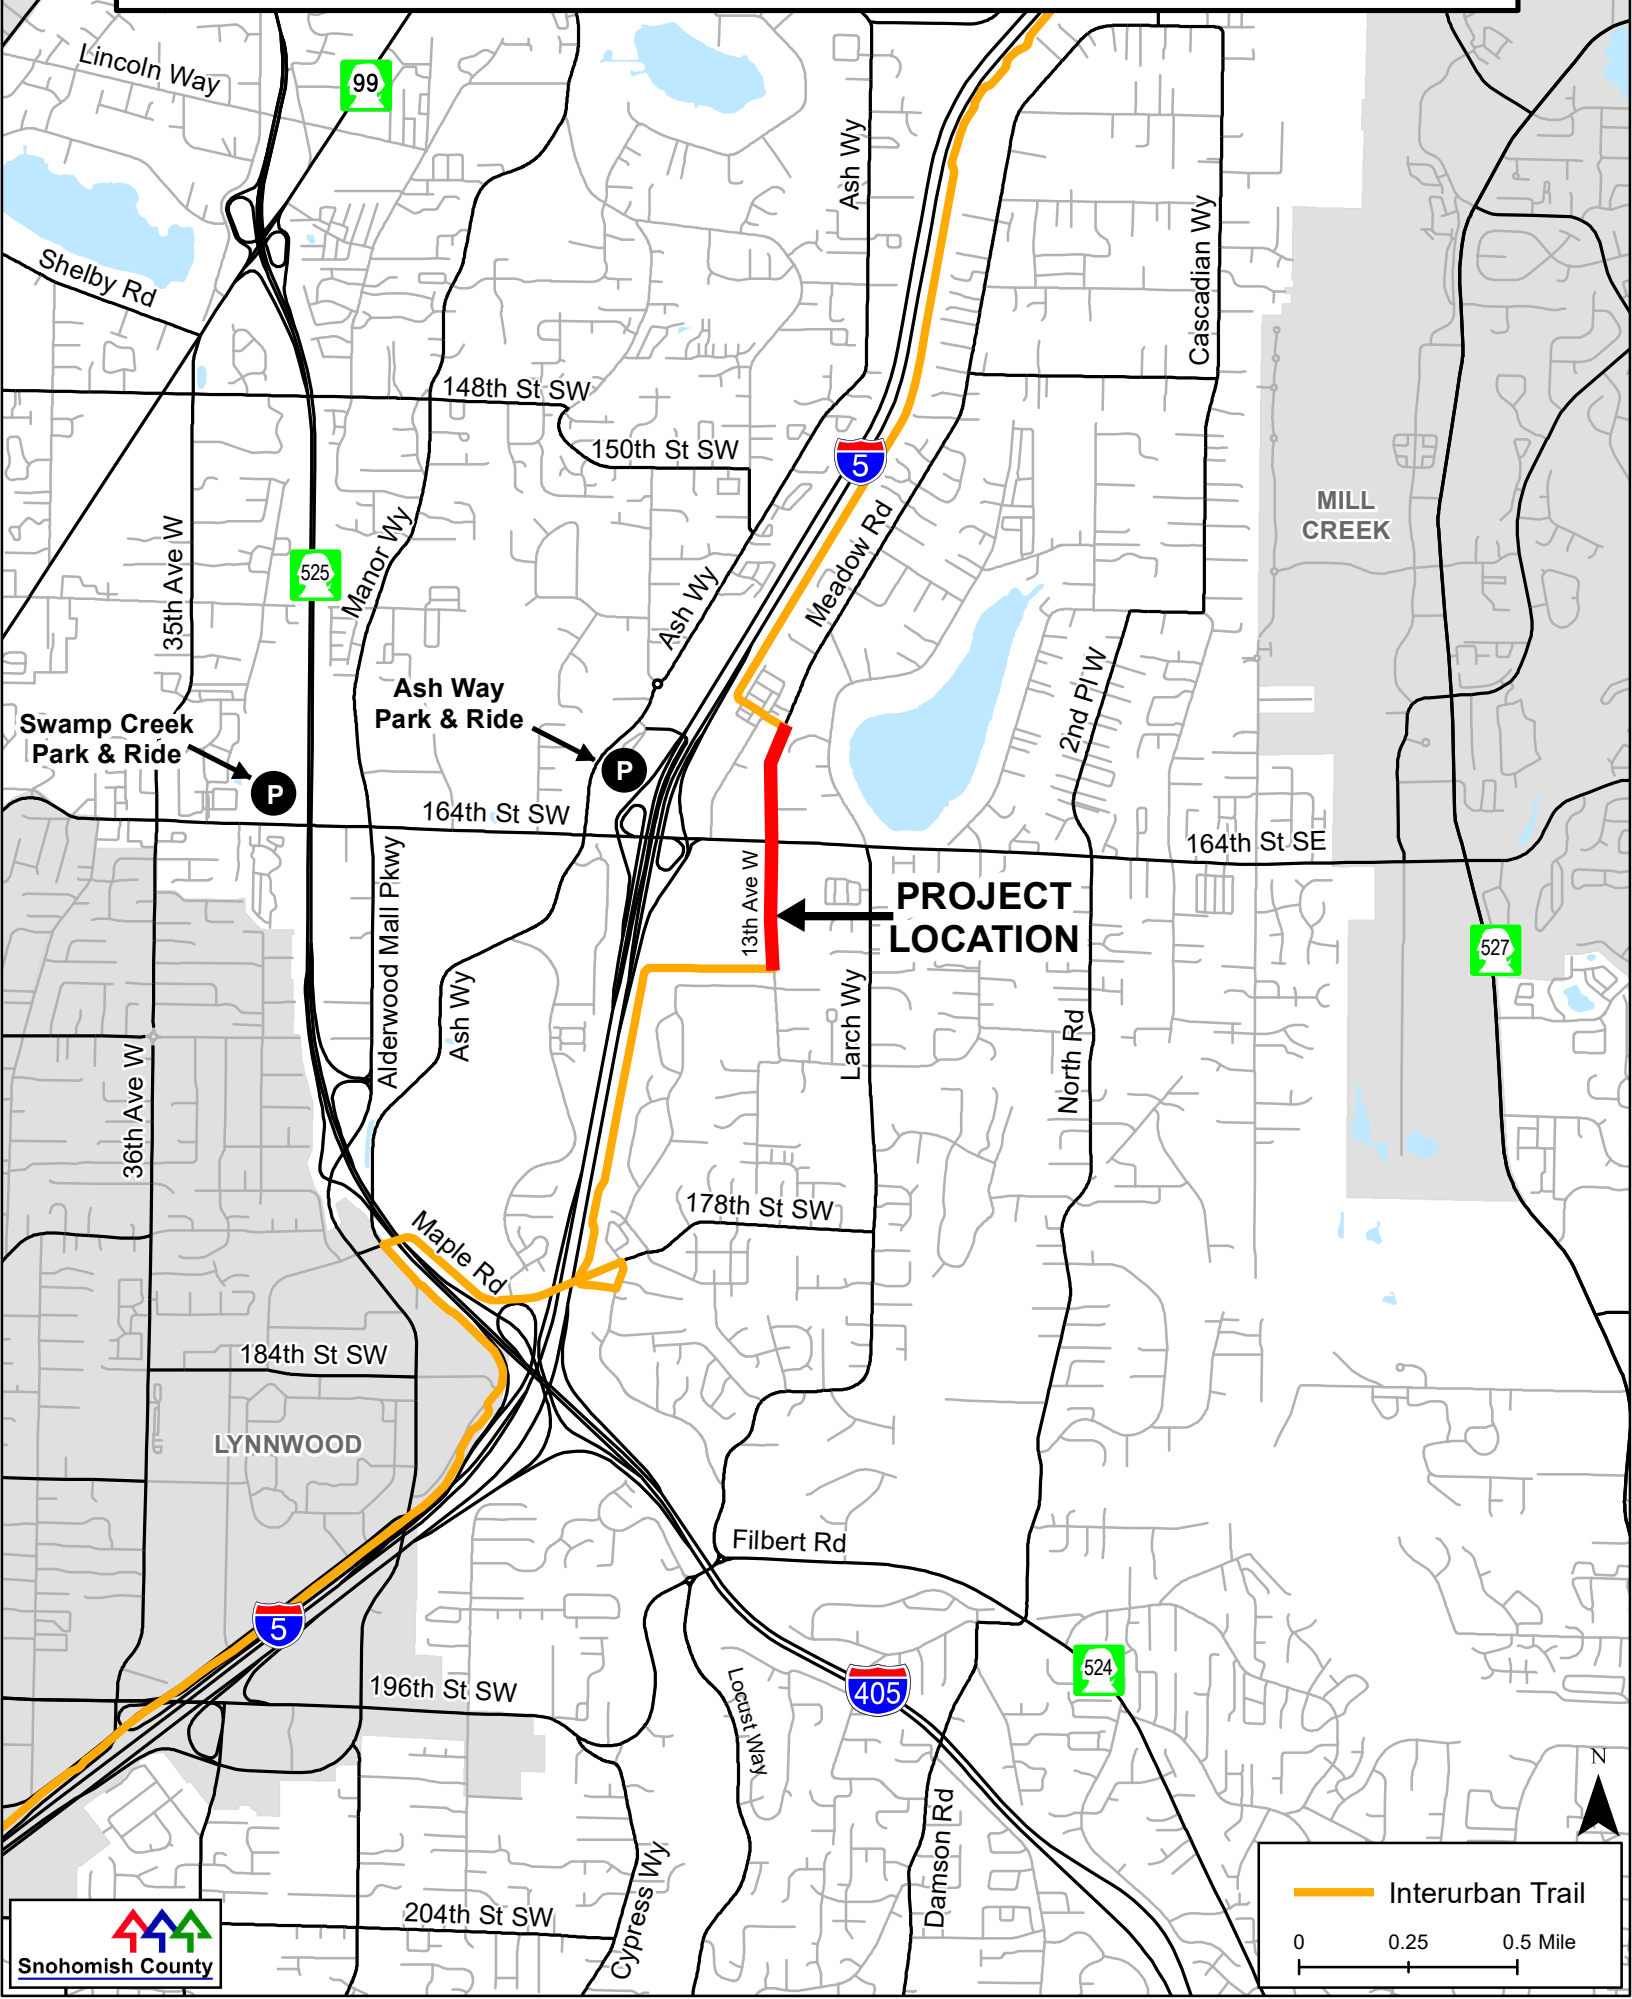 Lincoln Way
99
Ash Wy
Cascadian Wy
Shelby Rd
148th St SW
150th St SW
5
MILL
CREEK
35th Ave W
525
Manor Wy
Meadow Rd
Ash Wy
2nd Pl W
Ash Way
Park & Ride
Swamp Creek
Park & Ride
P
P
164th St SW
164th St SE
13th Ave W
PROJECT
LOCATION
Alderwood Mall Pkwy
527
Ash Wy
Larch Wy
North Rd
36th Ave W
178th St SW
Maple Rd
184th St SW
LYNNWOOD
Filbert Rd
5
524
196th St SW
Locust Way
405
N
Damson Rd
Cypress Wy
204th St SW
Interurban Trail
0 0.25 0.5 Mile
Snohomish County